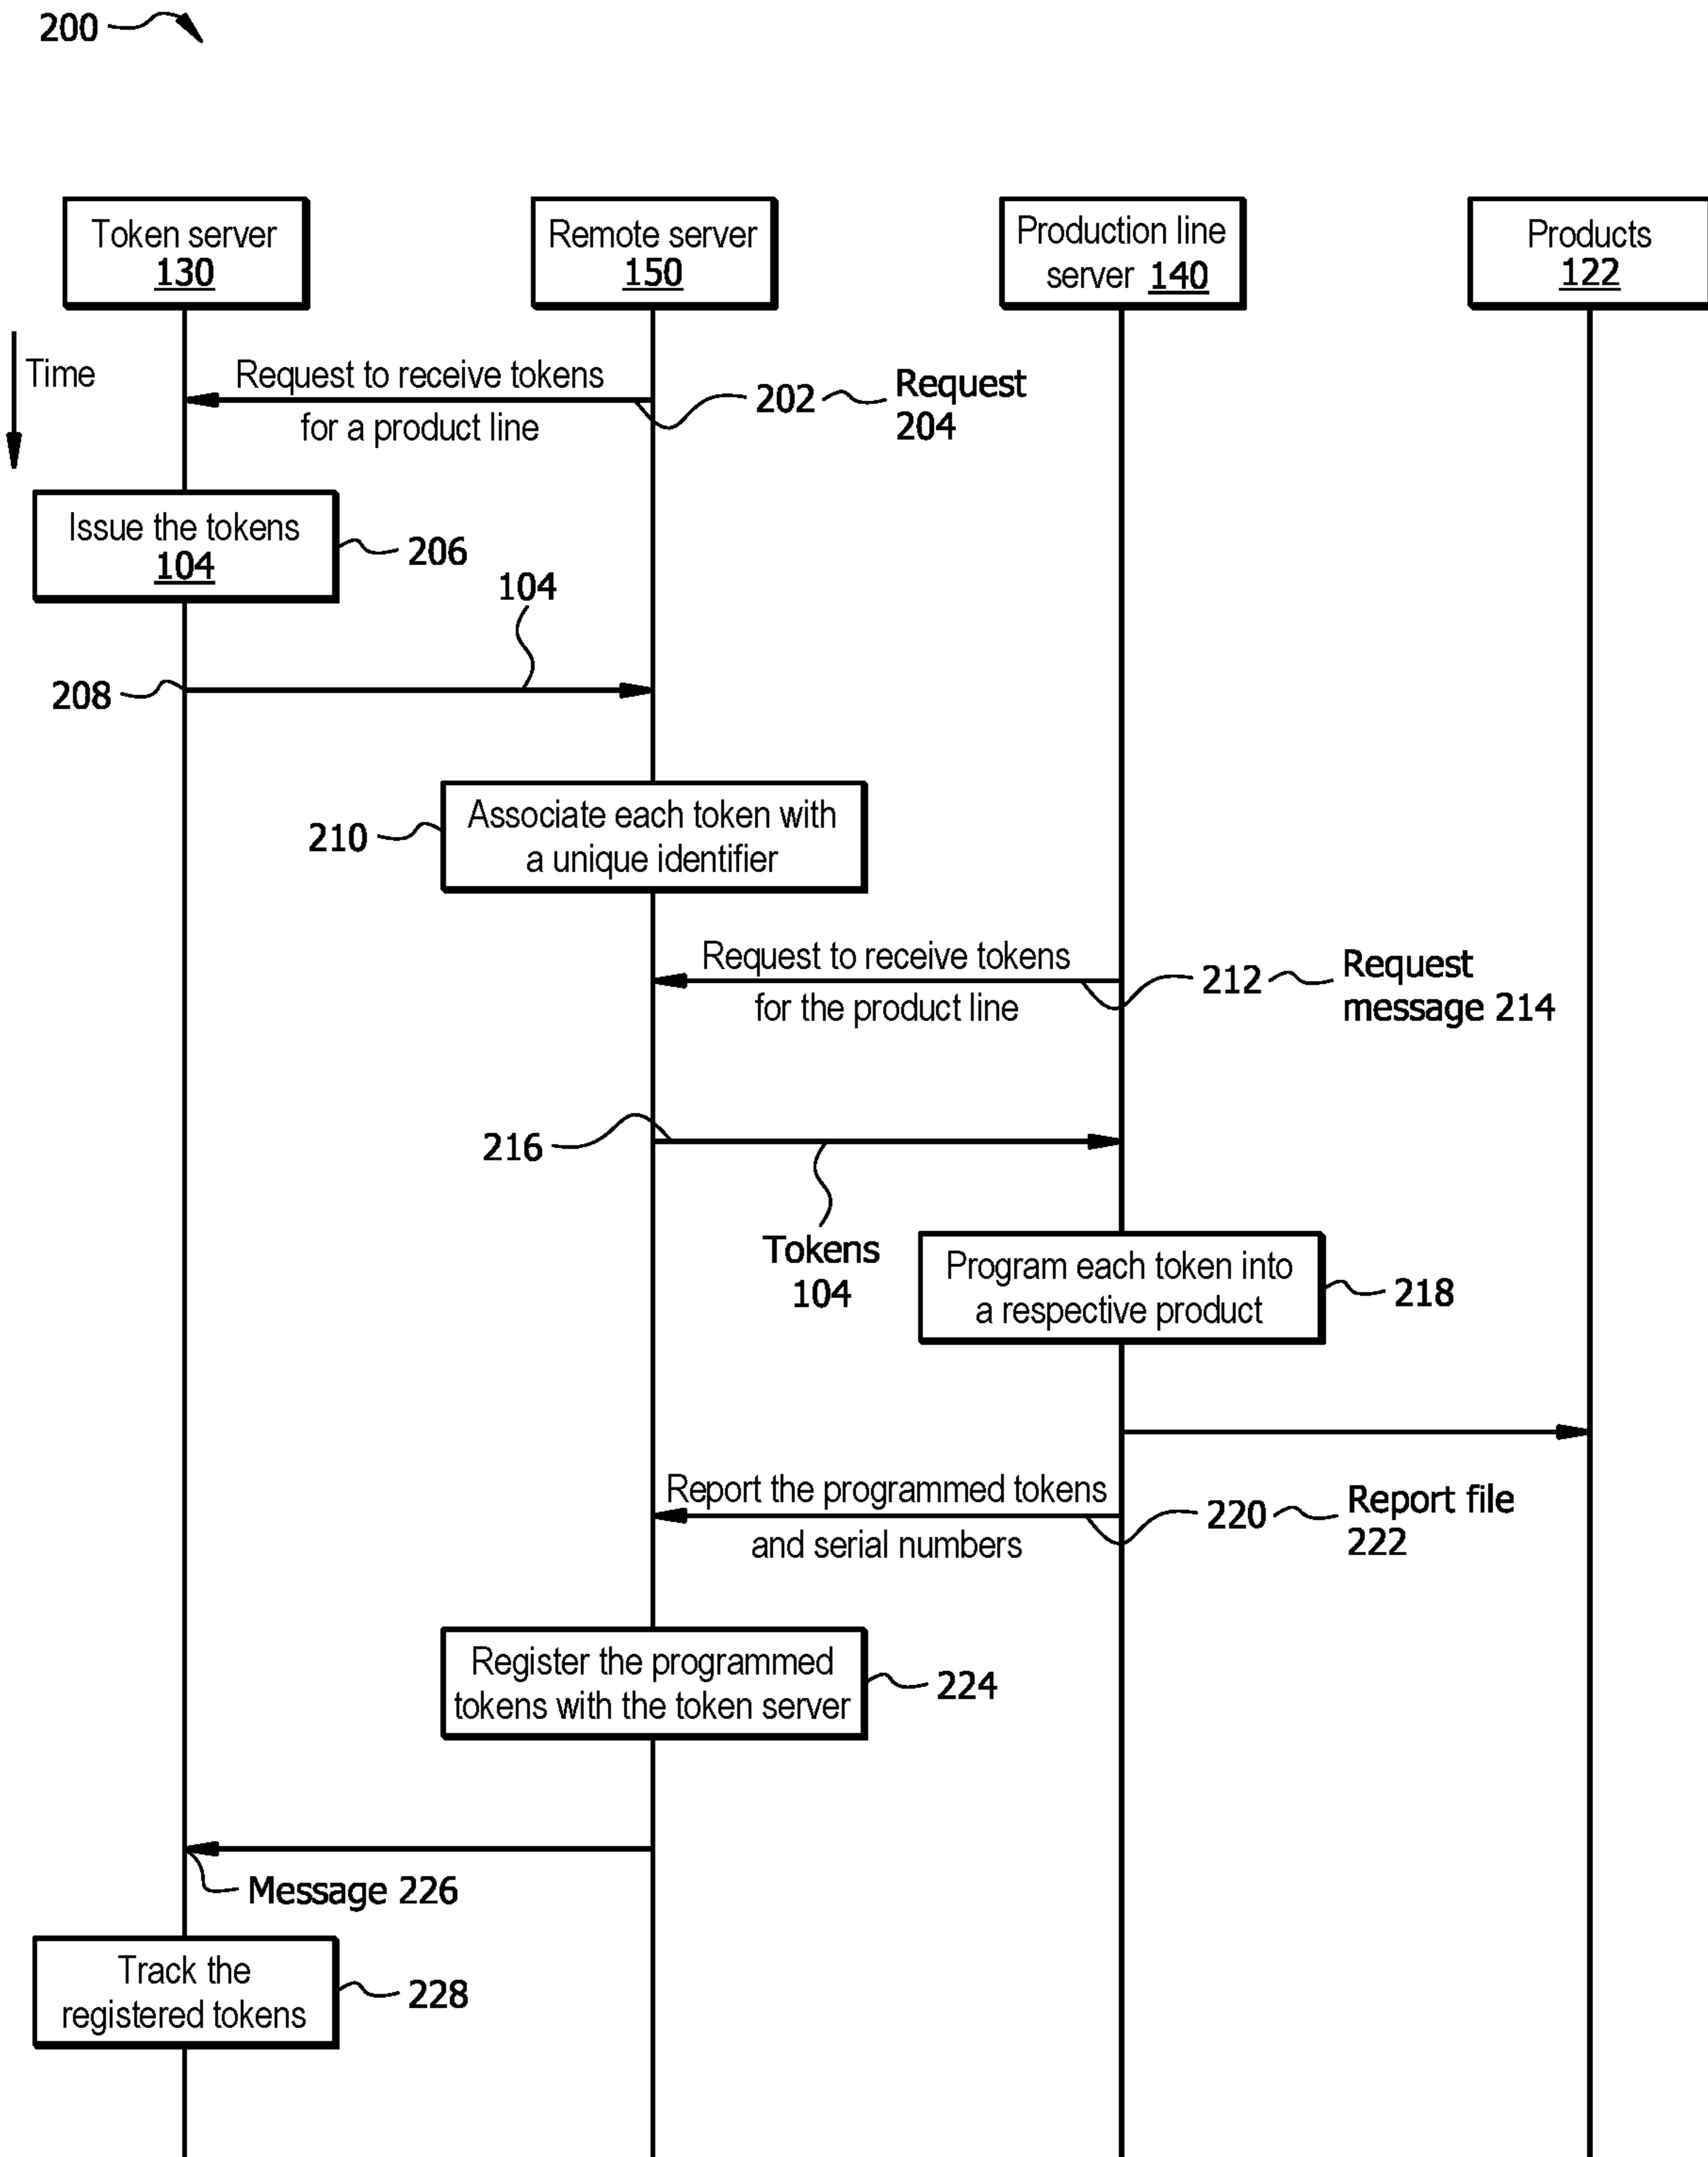 200
Token server
130
Remote server
150
Production line
server 140
Products
122
Time
Request to receive tokens
for a product line
202
Request
204
Issue the tokens
104
206
104
208
210
Associate each token with
a unique identifier
Request to receive tokens
for the product line
212
Request
message 214
216
Tokens
104
Program each token into
a respective product
218
Report the programmed tokens
and serial numbers
220
Report file
222
Register the programmed
tokens with the token server
224
Message 226
Track the
registered tokens
228